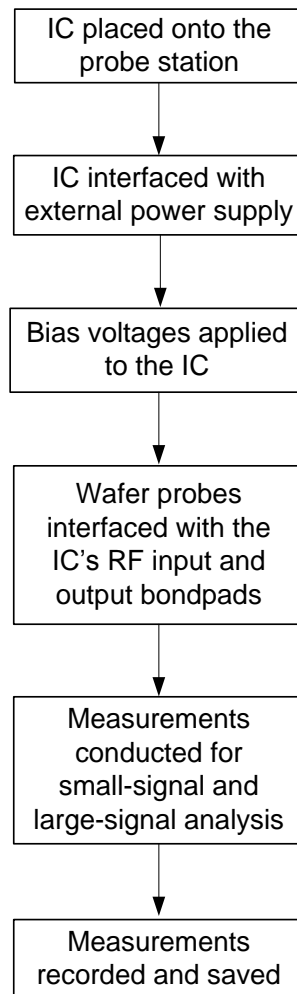 IC placed onto the
probe station
IC interfaced with
external power supply
Bias voltages applied
to the IC
Wafer probes
interfaced with the
IC’s RF input and
output bondpads
Measurements
conducted for
small-signal and
large-signal analysis
Measurements
recorded and saved